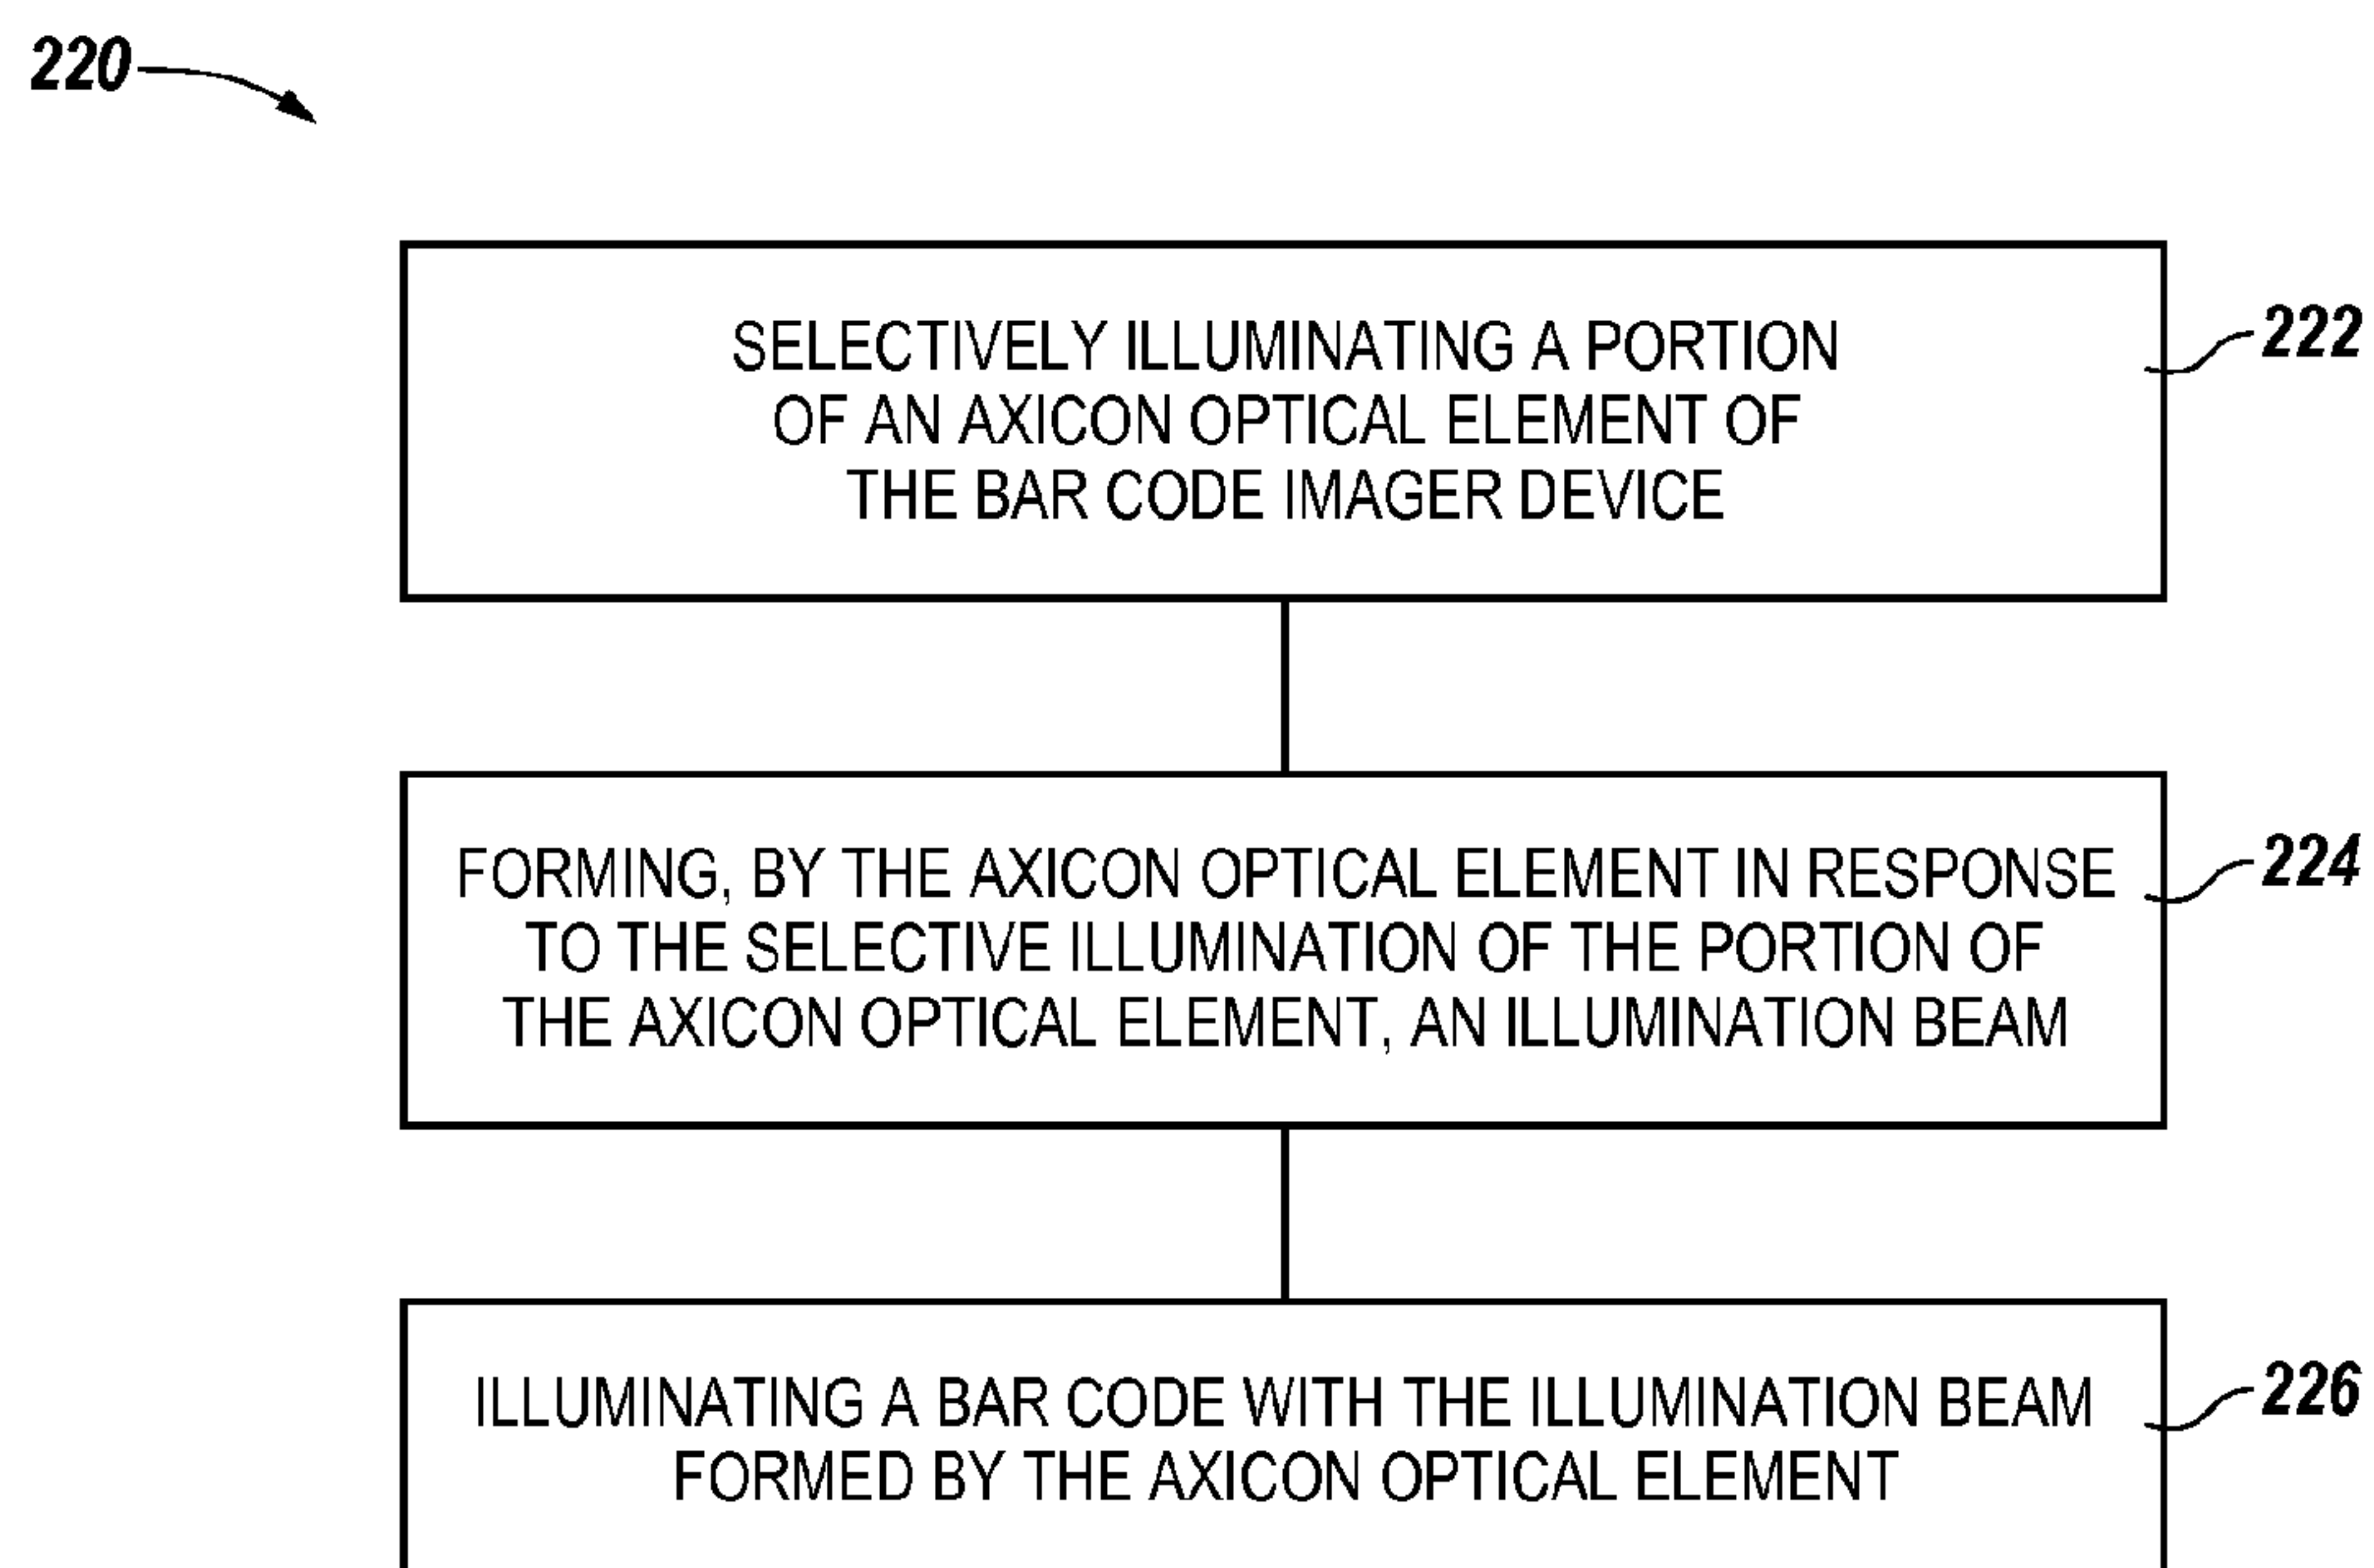 220
SELECTIVELY ILLUMINATING A PORTION
OF AN AXICON OPTICAL ELEMENT OF
THE BAR CODE IMAGER DEVICE
222
FORMING, BY THE AXICON OPTICAL ELEMENT IN RESPONSE
TO THE SELECTIVE ILLUMINATION OF THE PORTION OF
THE AXICON OPTICAL ELEMENT, AN ILLUMINATION BEAM
224
ILLUMINATING A BAR CODE WITH THE ILLUMINATION BEAM
FORMED BY THE AXICON OPTICAL ELEMENT
226